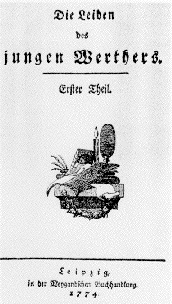 Die Leiden
des
jungen Werthers.
Erster Theil.
Leipzig,
in der Weygandschen Buchhandlung.
1774.